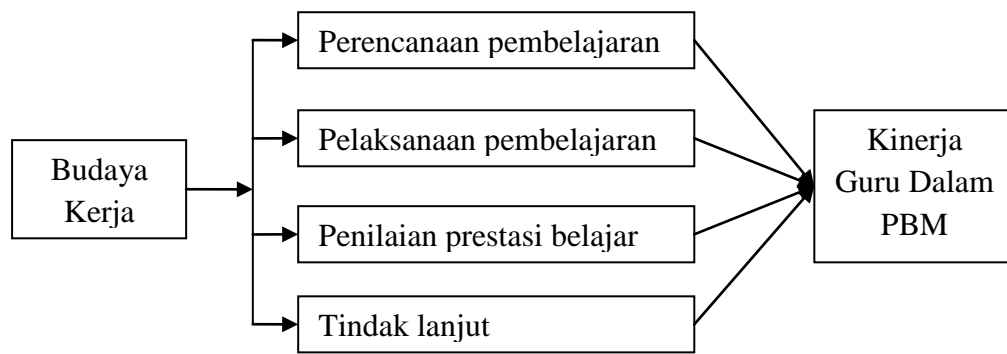 Budaya
Kerja
Perencanaan pembelajaran
Pelaksanaan pembelajaran
Penilaian prestasi belajar
Tindak lanjut
Kinerja
Guru Dalam
PBM